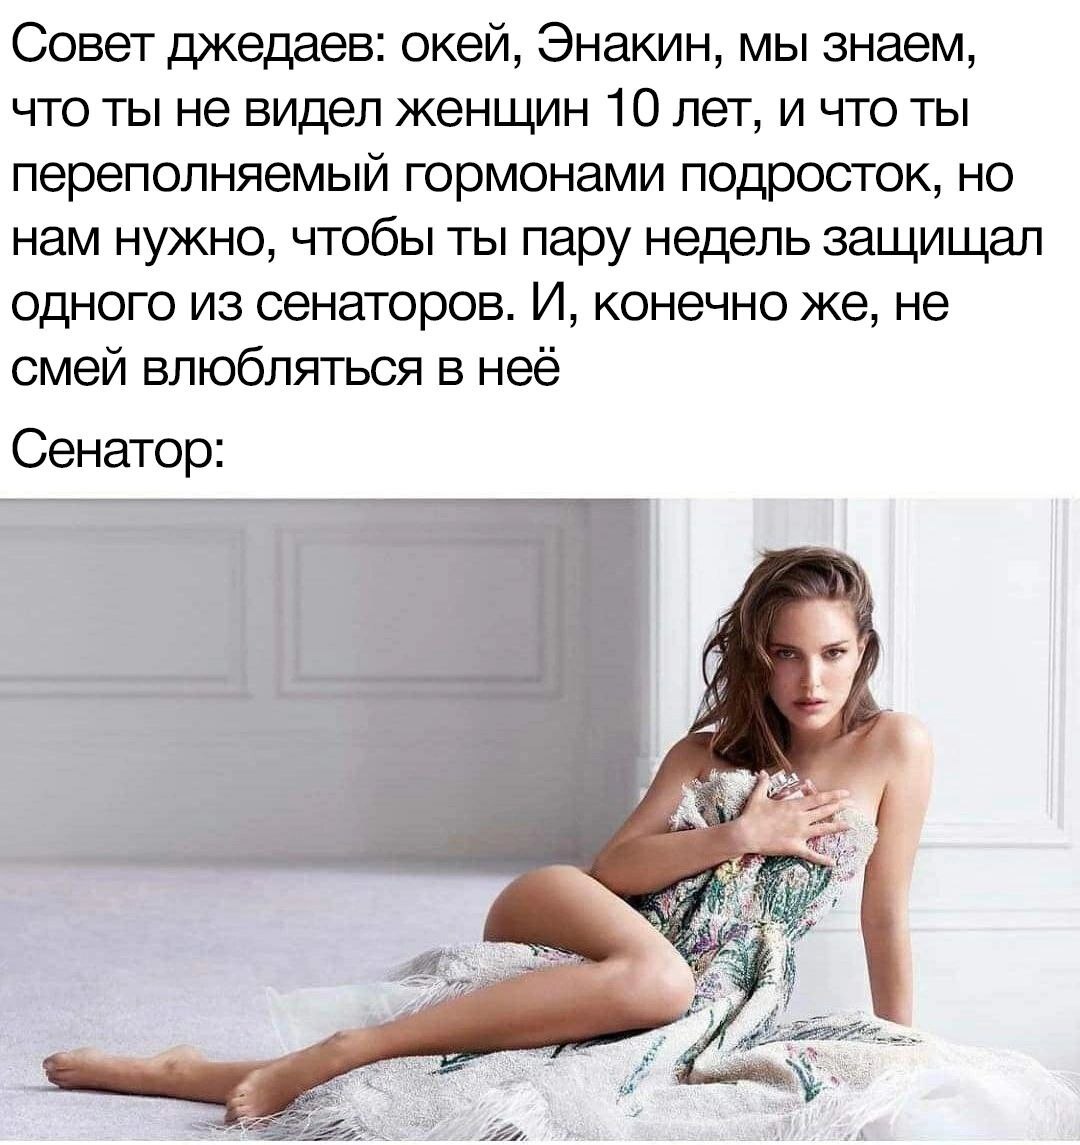 Совет джедаев: окей, Энакин, мы знаем,
что ты не видел женщин 10 лет, и что ты
переполняемый гормонами подросток, но
нам нужно, чтобы ты пару недель защищал
одного из сенаторов. И, конечно же, не
смей влюбляться в неё
Сенатор: